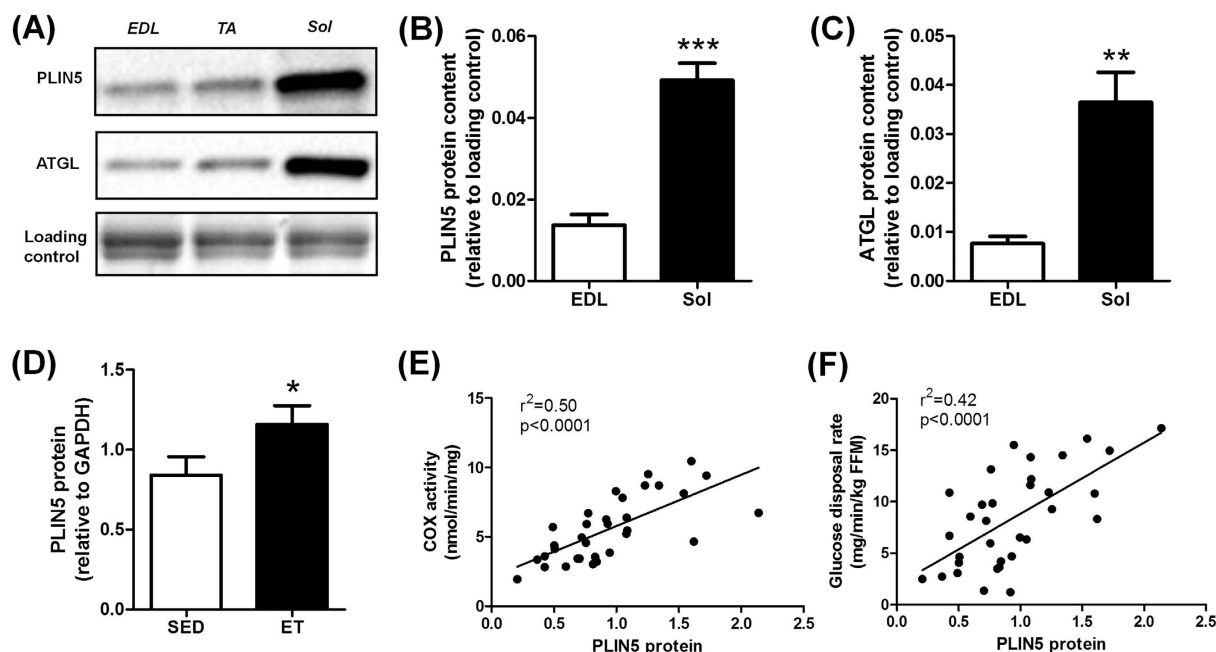 (A)
EDL TA Sol
PLIN5
ATGL
Loading
control
(B)
PLIN5 protein content
(relative to loading control)
0.06
0.04
0.02
0.00
***
EDL Sol
(C)
ATGL protein content
(relative to loading control)
0.05
0.04
0.03
0.02
0.01
0.00
**
EDL Sol
(D)
PLIN5 protein
(relative to GAPDH)
1.5
1.0
0.5
0.0
*
SED ET
(E)
r²=0.50
p<0.0001
COX activity
(nmol/min/mg)
15
10
5
0
0.0 0.5 1.0 1.5 2.0 2.5
PLIN5 protein
(F)
r²=0.42
p<0.0001
Glucose disposal rate
(mg/min/kg FFM)
20
15
10
5
0
0.0 0.5 1.0 1.5 2.0 2.5
PLIN5 protein